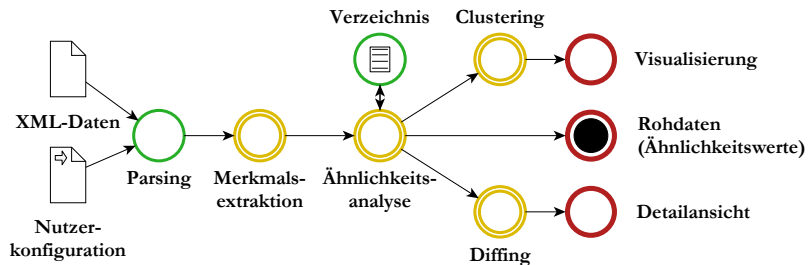 Verzeichnis
Clustering
Visualisierung
XML-Daten
Rohdaten
(Ähnlichkeitswerte)
Parsing
Merkmals-
extraktion
Ähnlichkeits-
analyse
Nutzer-
konfiguration
Detailansicht
Diffing